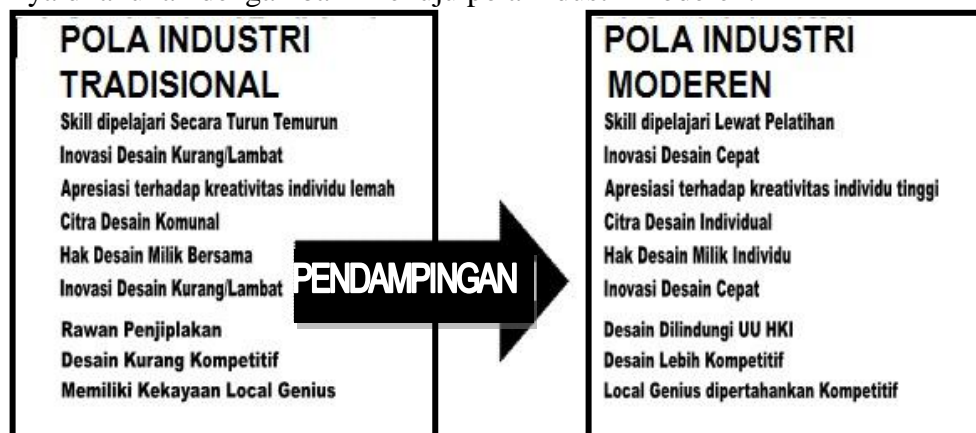 POLA INDUSTRI
TRADISIONAL
Skill dipelajari Secara Turun Temurun
Inovasi Desain Kurang/Lambat
Apresiasi terhadap kreativitas individu lemah
Citra Desain Komunal
Hak Desain Milik Bersama
Inovasi Desain Kurang/Lambat
Rawan Penjiplakan
Desain Kurang Kompetitif
Memiliki Kekayaan Local Genius
PENDAMPINGAN
POLA INDUSTRI
MODEREN
Skill dipelajari Lewat Pelatihan
Inovasi Desain Cepat
Apresiasi terhadap kreativitas individu tinggi
Citra Desain Individual
Hak Desain Milik Individu
Inovasi Desain Cepat
Desain Dilindungi UU HKI
Desain Lebih Kompetitif
Local Genius dipertahankan Kompetitif